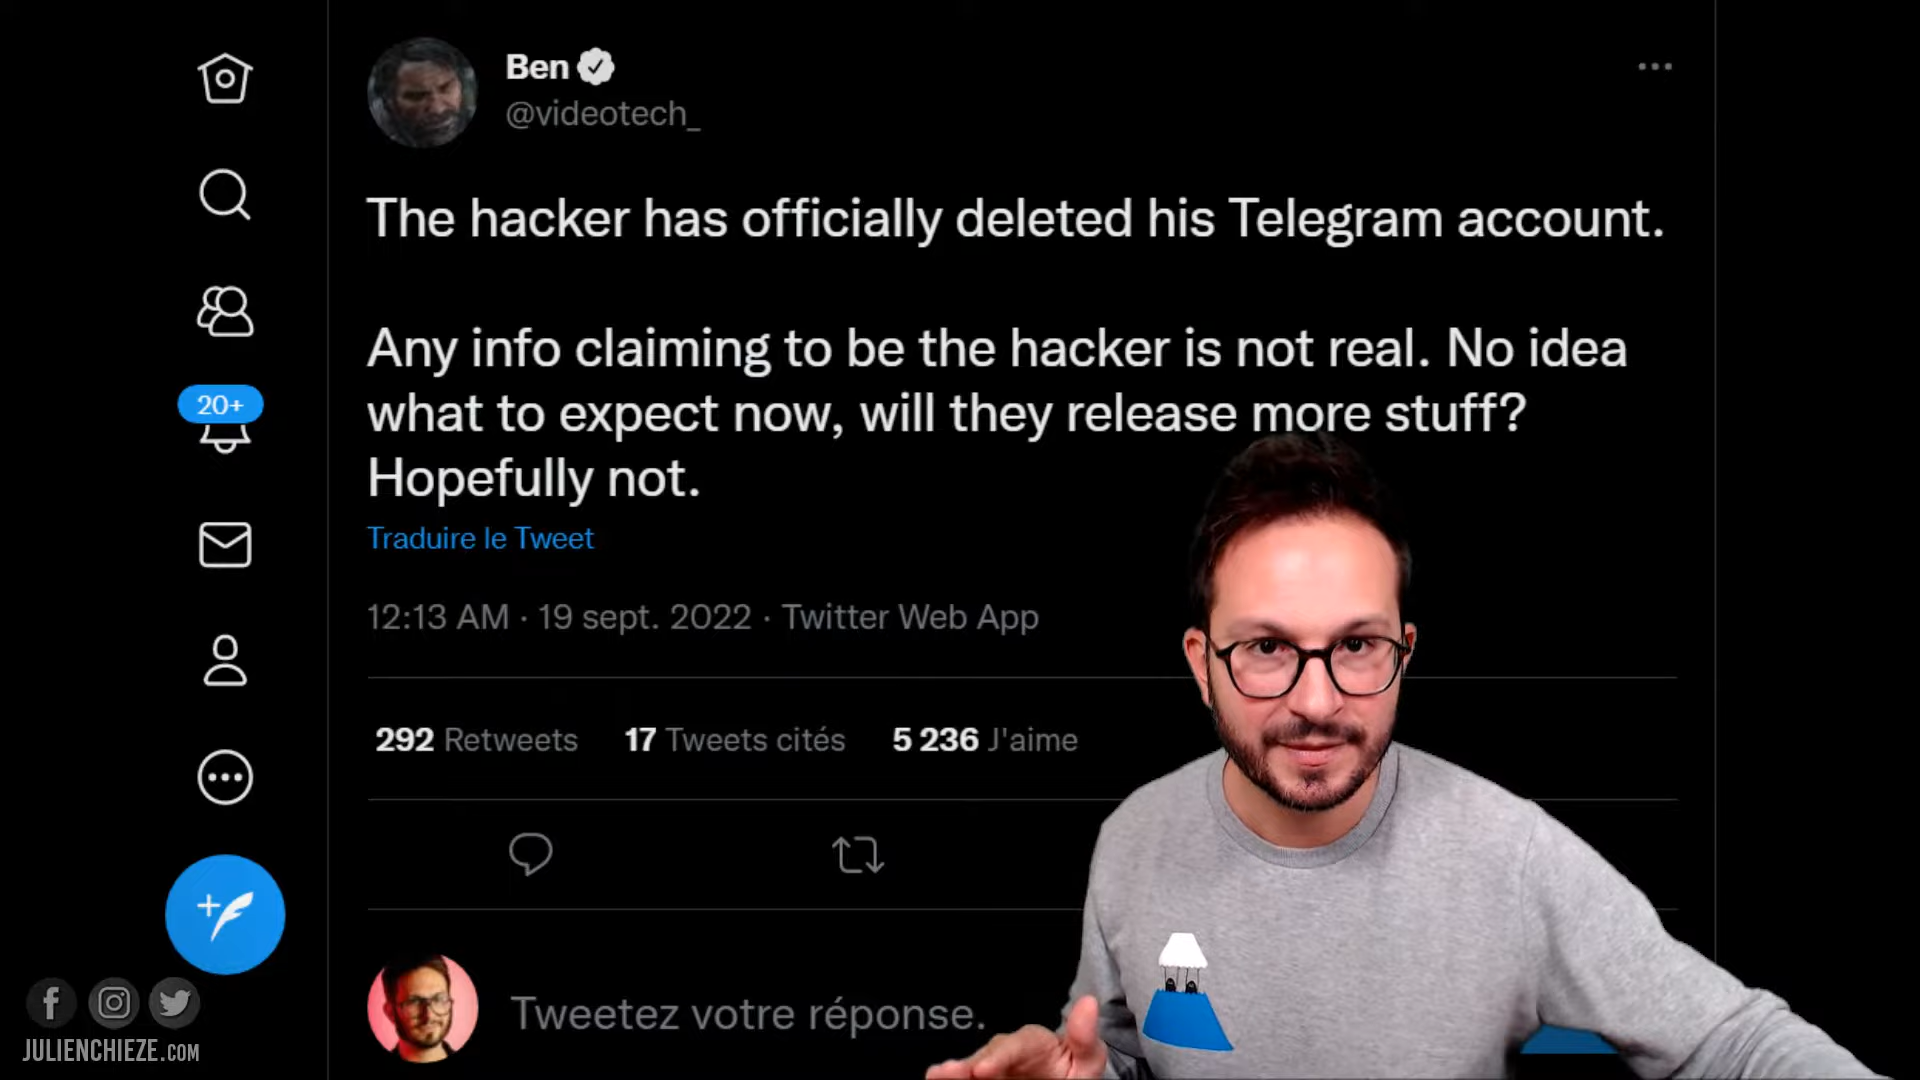 Ben
@videotech_
The hacker has officially deleted his Telegram account.
Any info claiming to be the hacker is not real. No idea
what to expect now, will they release more stuff?
Hopefully not.
Traduire le Tweet
12:13 AM · 19 sept. 2022 · Twitter Web App
292 Retweets 17 Tweets cités 5 236 J'aime
20+
Tweetez votre réponse.
JULIENCHIEZE.COM